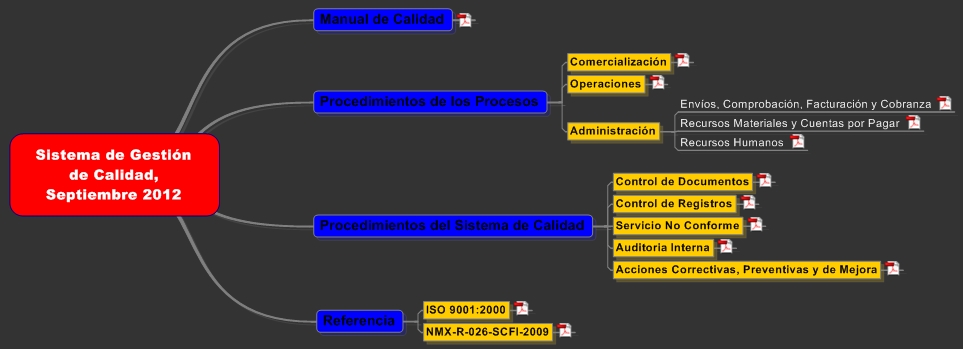 Manual de Calidad
Comercialización
Operaciones
Procedimientos de los Procesos
Envíos, Comprobación, Facturación y Cobranza
Administración
Recursos Materiales y Cuentas por Pagar
Recursos Humanos
Sistema de Gestión
de Calidad,
Septiembre 2012
Control de Documentos
Control de Registros
Procedimientos del Sistema de Calidad
Servicio No Conforme
Auditoria Interna
Acciones Correctivas, Preventivas y de Mejora
Referencia
ISO 9001:2000
NMX-R-026-SCFI-2009